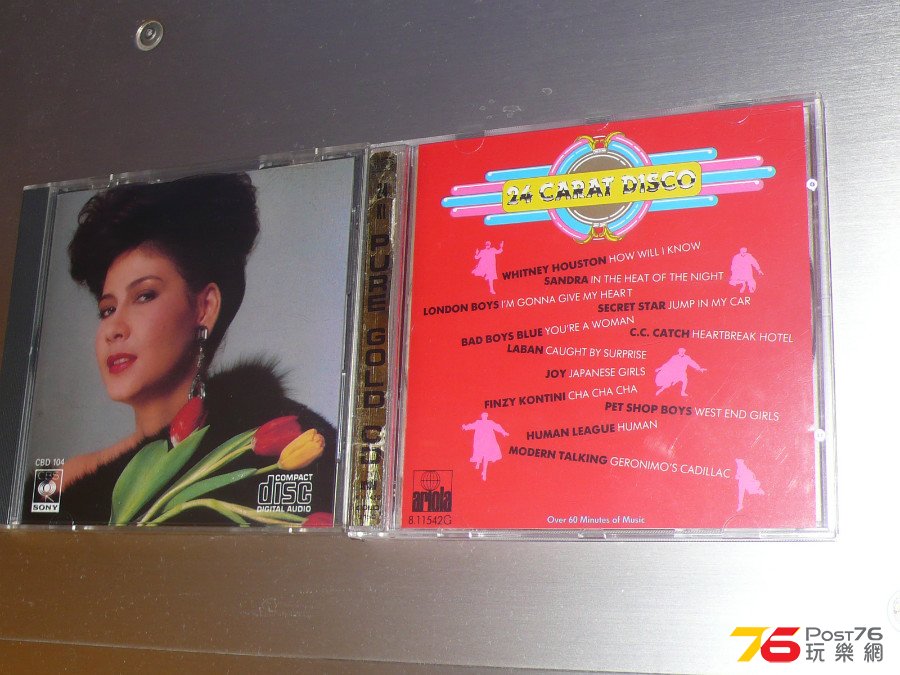 CBD 104
CBS
SONY
COMPACT
disc
DIGITAL AUDIO
24 K PURE GOLD CD
24 CARAT DISCO
WHITNEY HOUSTON HOW WILL I KNOW
SANDRA IN THE HEAT OF THE NIGHT
LONDON BOYS I'M GONNA GIVE MY HEART
SECRET STAR JUMP IN MY CAR
BAD BOYS BLUE YOU'RE A WOMAN
C.C. CATCH HEARTBREAK HOTEL
LABAN CAUGHT BY SURPRISE
JOY JAPANESE GIRLS
FINZY KONTINI CHA CHA CHA
PET SHOP BOYS WEST END GIRLS
HUMAN LEAGUE HUMAN
MODERN TALKING GERONIMO'S CADILLAC
ariola
8.11542G
Over 60 Minutes of Music
76 Post76
玩樂網